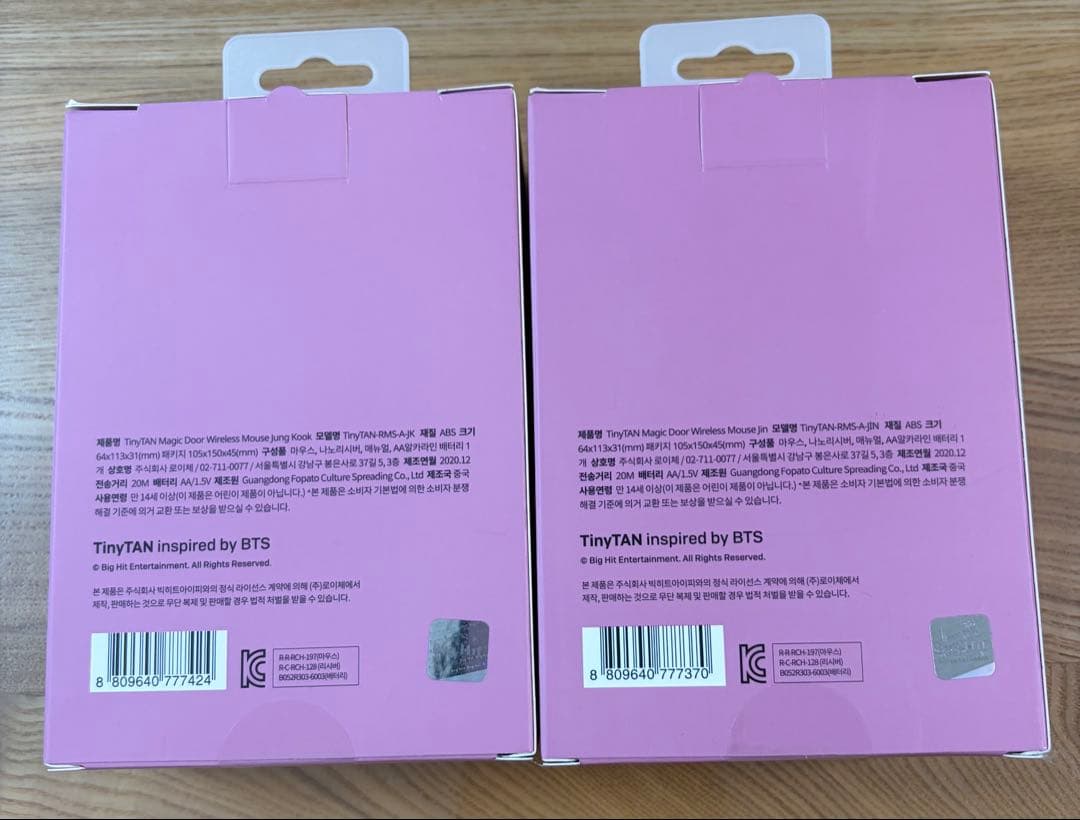 제품명 TinyTAN Magic Door Wireless Mouse Jung Kook 모델명 TinyTAN-RMS-A-JK 재질 ABS 크기
64x113x31(mm) 패키지 105x150x45(mm) 구성품 마우스, 나노리시버, 매뉴얼, AA알카라인 배터리 1
개 상호명 주식회사 로이체 / 02-711-0077 / 서울특별시 강남구 봉은사로 37길 5, 3층 제조연월 2020.12
전송거리 20M 배터리 AA/1.5V 제조원 Guangdong Fopato Culture Spreading Co., Ltd 제조국 중국
사용연령 만 14세 이상(이 제품은 어린이 제품이 아닙니다.) *본 제품은 소비자 기본법에 의한 소비자 분쟁
해결 기준에 의거 교환 또는 보상을 받으실 수 있습니다.
TinyTAN inspired by BTS
© Big Hit Entertainment. All Rights Reserved.
본 제품은 주식회사 빅히트아이피와의 정식 라이선스 계약에 의해 (주)로이체에서
제작, 판매하는 것으로 무단 복제 및 판매할 경우 법적 처벌을 받을 수 있습니다.
8 809640 777424
R-R-RCH-197(마우스)
R-C-RCH-128 (리시버)
B052R303-6003(배터리)
제품명 TinyTAN Magic Door Wireless Mouse Jin 모델명 TinyTAN-RMS-A-JIN 재질 ABS 크기
64x113x31(mm) 패키지 105x150x45(mm) 구성품 마우스, 나노리시버, 매뉴얼, AA알카라인 배터리 1
개 상호명 주식회사 로이체 / 02-711-0077 / 서울특별시 강남구 봉은사로 37길 5, 3층 제조연월 2020.12
전송거리 20M 배터리 AA/1.5V 제조원 Guangdong Fopato Culture Spreading Co., Ltd 제조국 중국
사용연령 만 14세 이상(이 제품은 어린이 제품이 아닙니다.) *본 제품은 소비자 기본법에 의한 소비자 분쟁
해결 기준에 의거 교환 또는 보상을 받으실 수 있습니다.
TinyTAN inspired by BTS
© Big Hit Entertainment. All Rights Reserved.
본 제품은 주식회사 빅히트아이피와의 정식 라이선스 계약에 의해 (주)로이체에서
제작, 판매하는 것으로 무단 복제 및 판매할 경우 법적 처벌을 받을 수 있습니다.
8 809640 777370
R-R-RCH-197(마우스)
R-C-RCH-128 (리시버)
B052R303-6003(배터리)